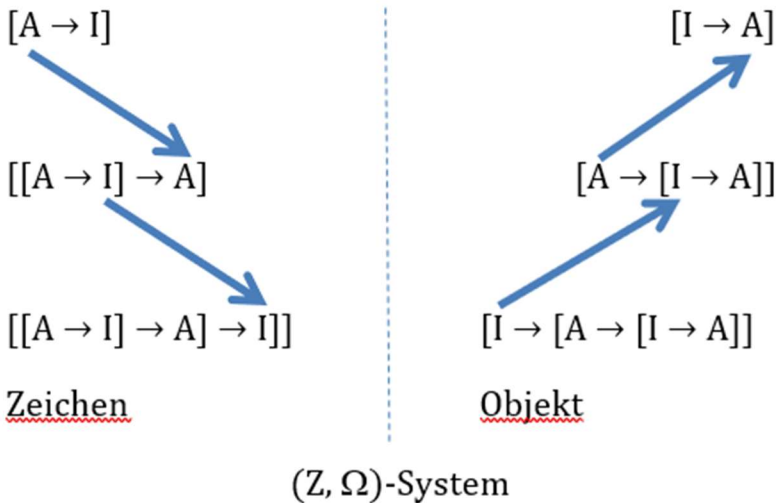 [A → I]
[I → A]
[[A → I] → A]
[A → [I → A]]
[[[A → I] → A] → I]]
[I → [A → [I → A]]
Zeichen
Objekt
(Z, Ω)-System